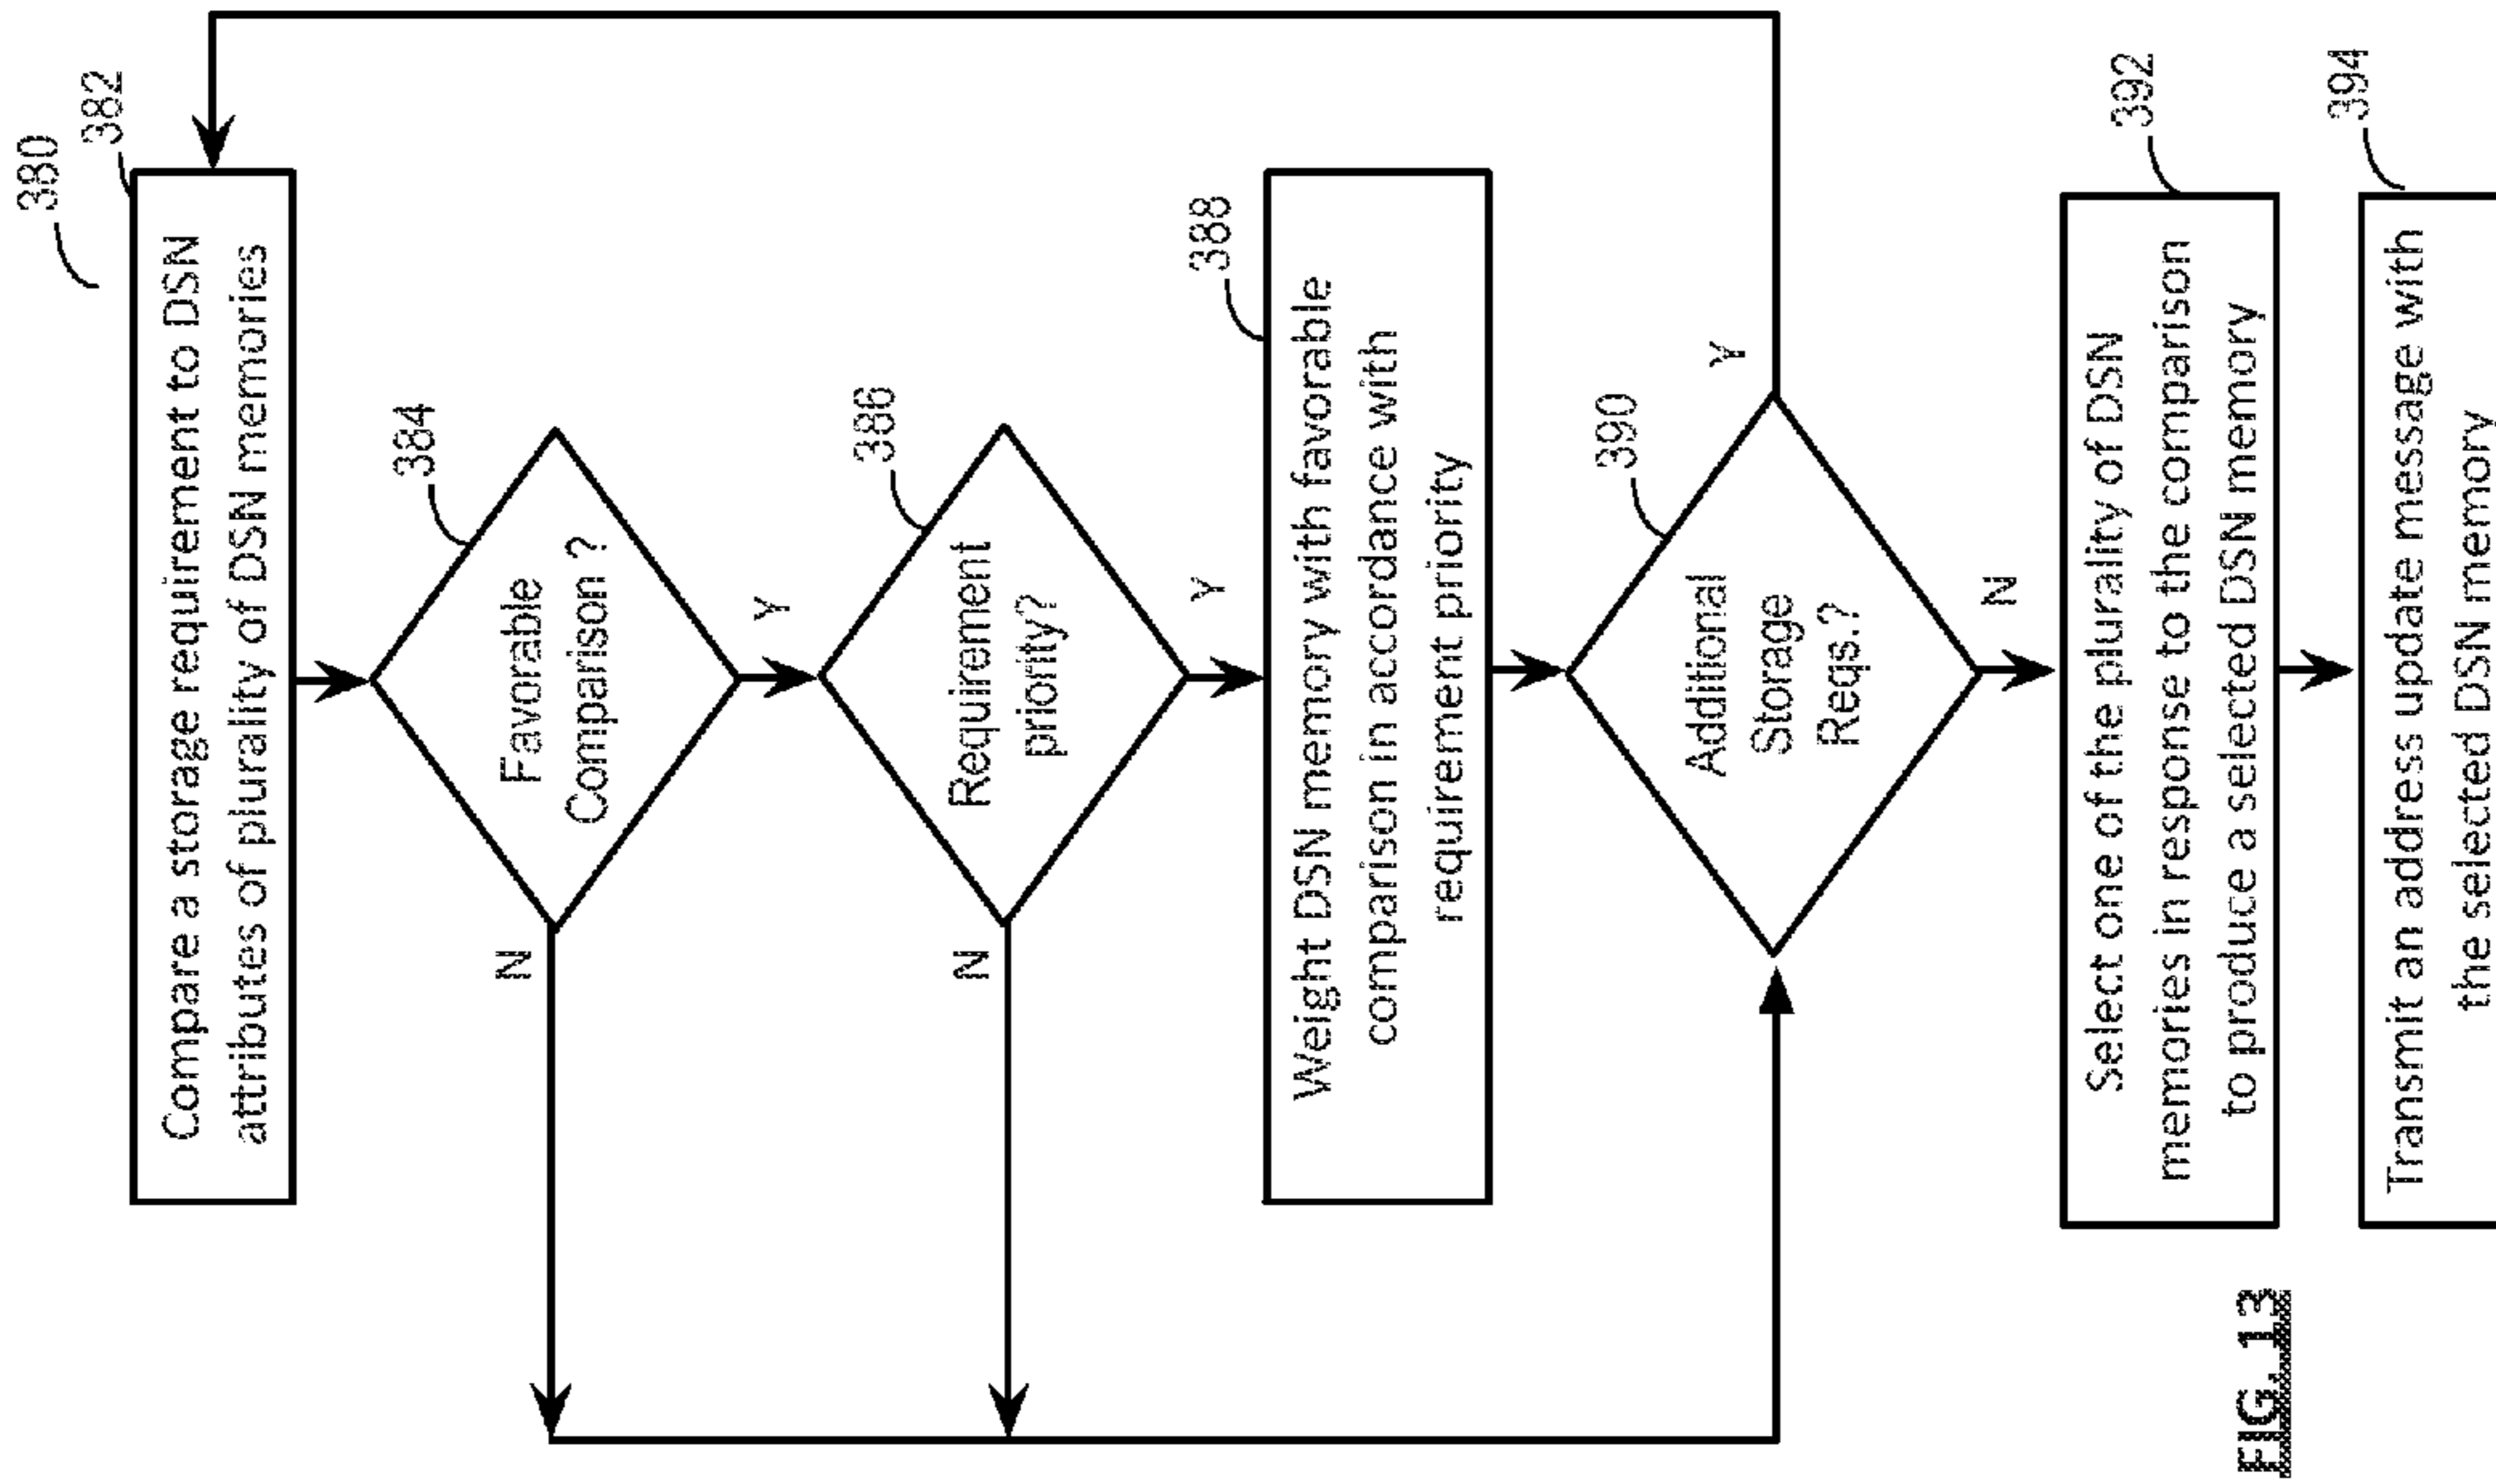 380
382
Compare a storage requirement to DSN
attributes of plurality of DSN memories
384
Favorable
Comparison ?
N
Y
386
Requirement
priority?
N
Y
388
Weight DSN memory with favorable
comparison in accordance with
requirement priority
390
Additional
Storage
Reqs.?
Y
N
392
Select one of the plurality of DSN
memories in response to the comparison
to produce a selected DSN memory
394
Transmit an address update message with
the selected DSN memory
FIG. 13